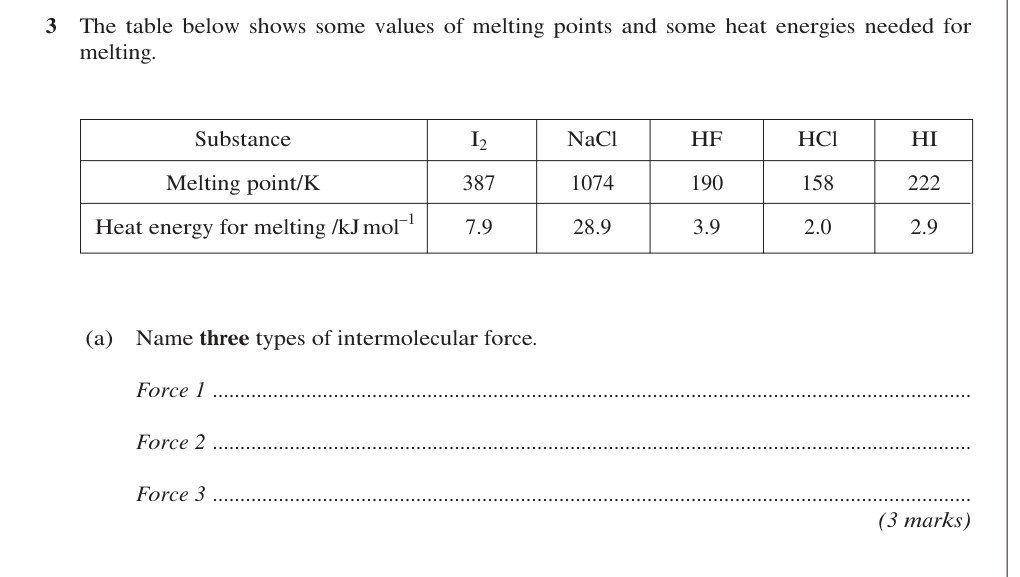 3 The table below shows some values of melting points and some heat energies needed for
melting.
Substance I₂ NaCl HF HCl HI
Melting point/K 387 1074 190 158 222
Heat energy for melting /kJ mol⁻¹ 7.9 28.9 3.9 2.0 2.9
(a) Name three types of intermolecular force.
Force 1 ..........................................................................................................................................
Force 2 ..........................................................................................................................................
Force 3 ..........................................................................................................................................
(3 marks)